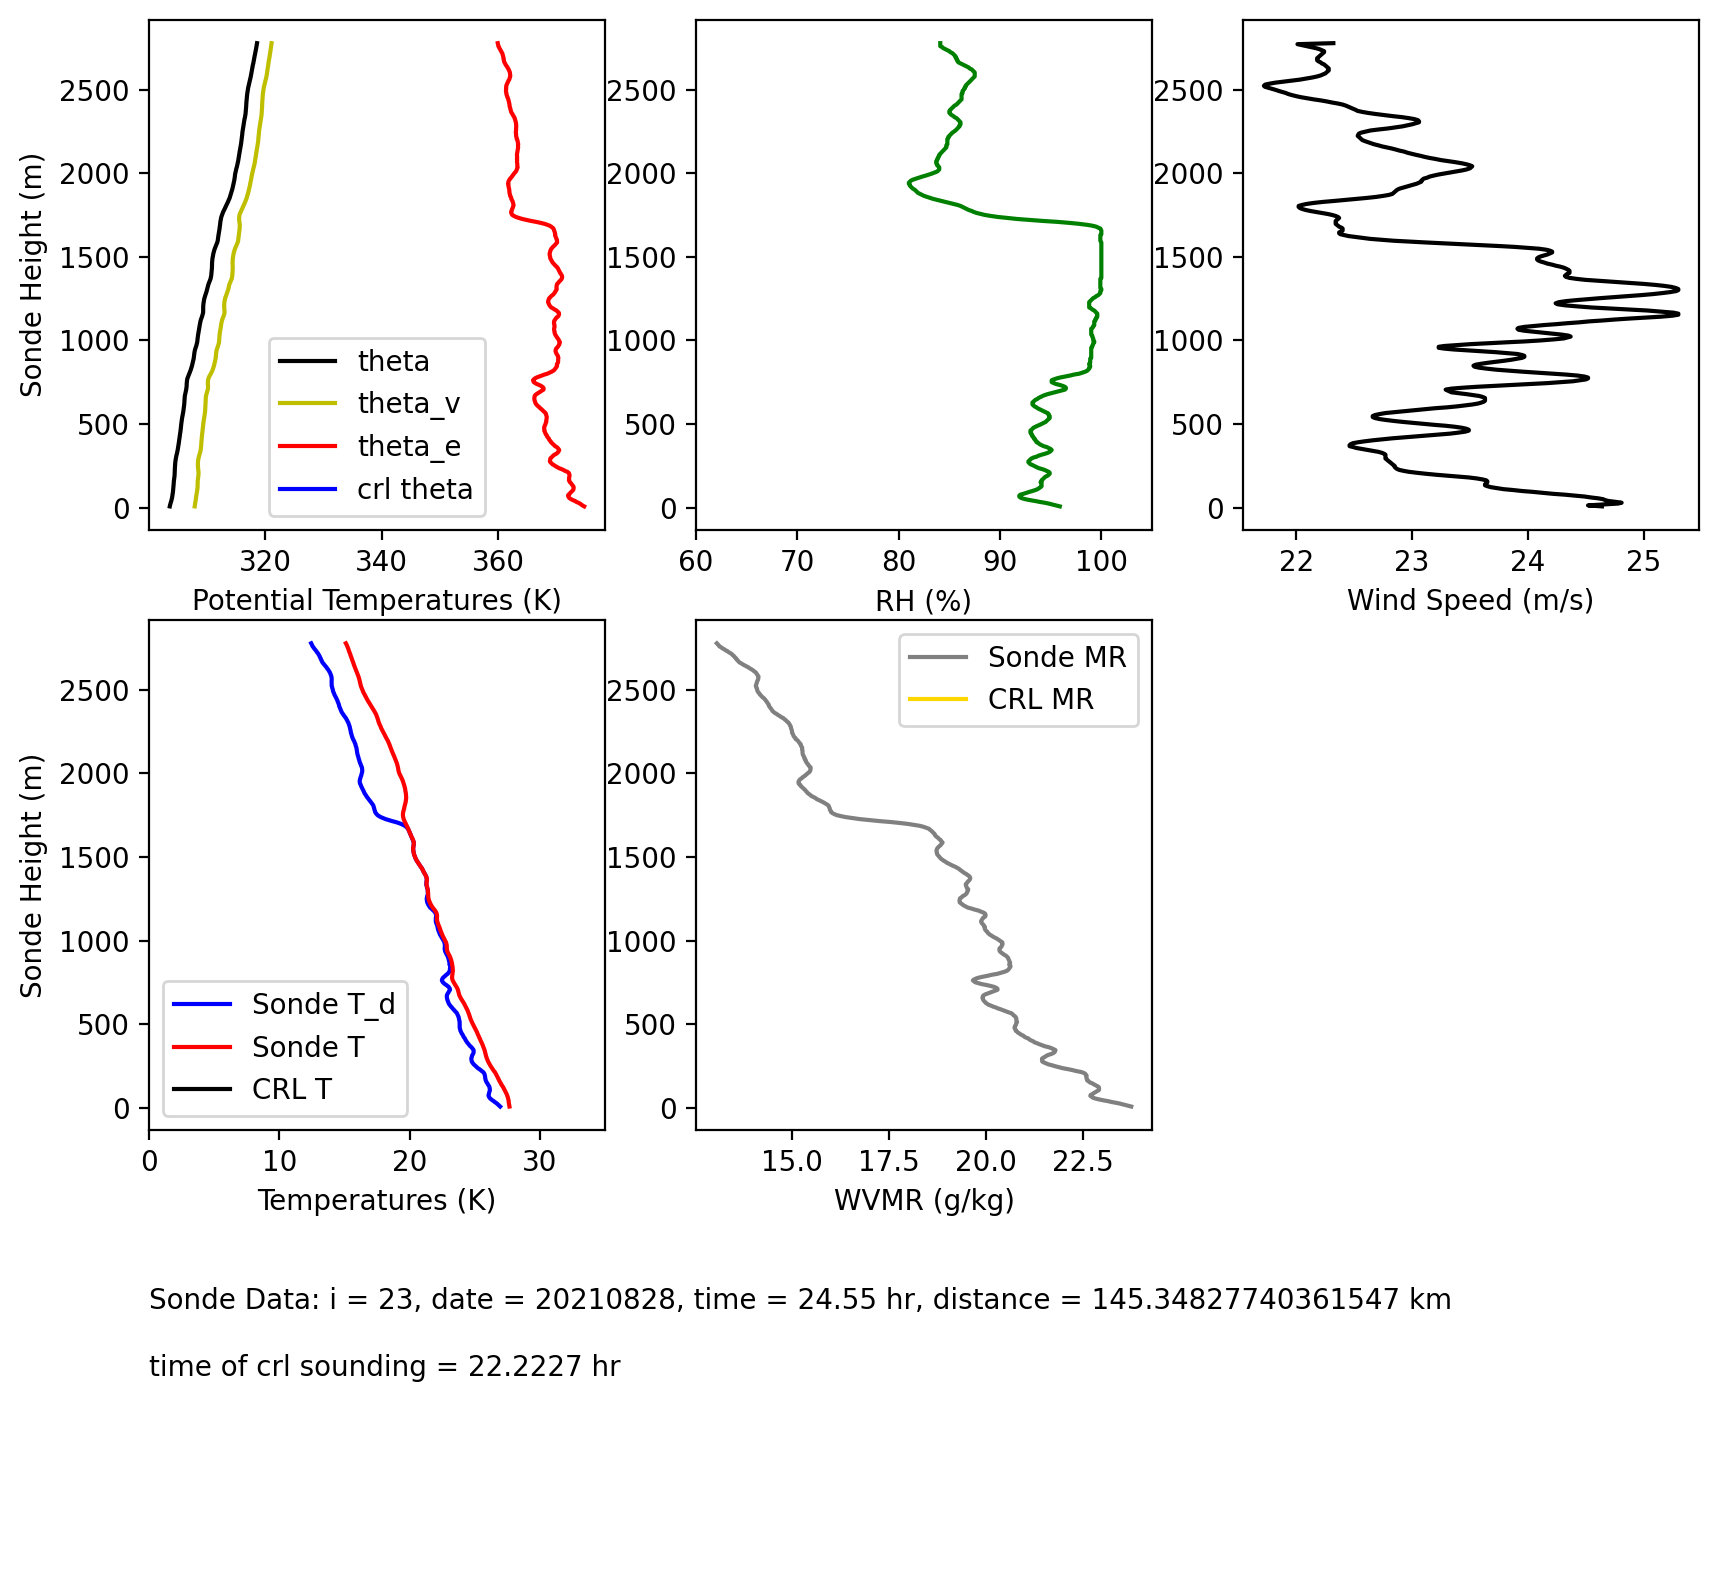 Sonde Height (m)
2500
2000
1500
1000
500
0
theta
theta_v
theta_e
crl theta
320
340
360
Potential Temperatures (K)
2500
2000
1500
1000
500
0
60
70
80
90
100
RH (%)
2500
2000
1500
1000
500
0
22
23
24
25
Wind Speed (m/s)
Sonde Height (m)
2500
2000
1500
1000
500
0
Sonde T_d
Sonde T
CRL T
0
10
20
30
Temperatures (K)
2500
2000
1500
1000
500
0
Sonde MR
CRL MR
15.0
17.5
20.0
22.5
WVMR (g/kg)
Sonde Data: i = 23, date = 20210828, time = 24.55 hr, distance = 145.34827740361547 km
time of crl sounding = 22.2227 hr